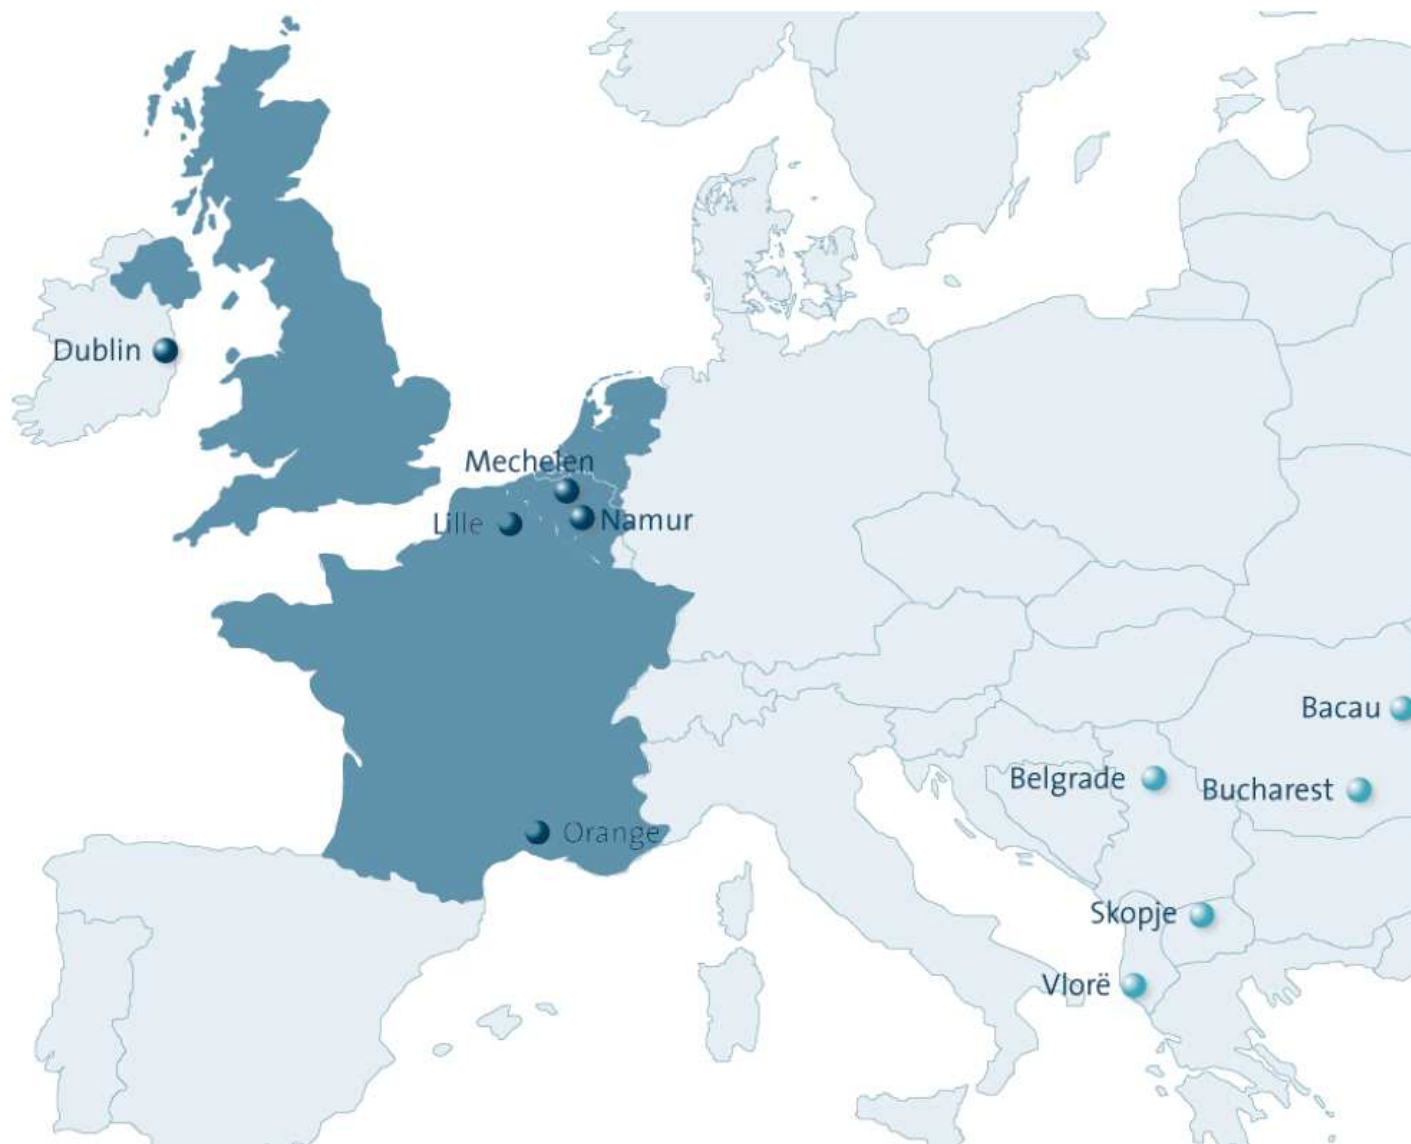 Dublin
Mechelen
Lille
Namur
Bacau
Belgrade
Bucharest
Orange
Skopje
Vlorë